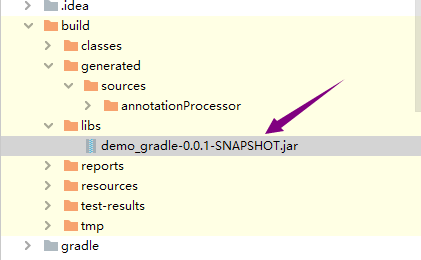 .idea
build
classes
generated
sources
annotationProcessor
libs
demo_gradle-0.0.1-SNAPSHOT.jar
reports
resources
test-results
tmp
gradle